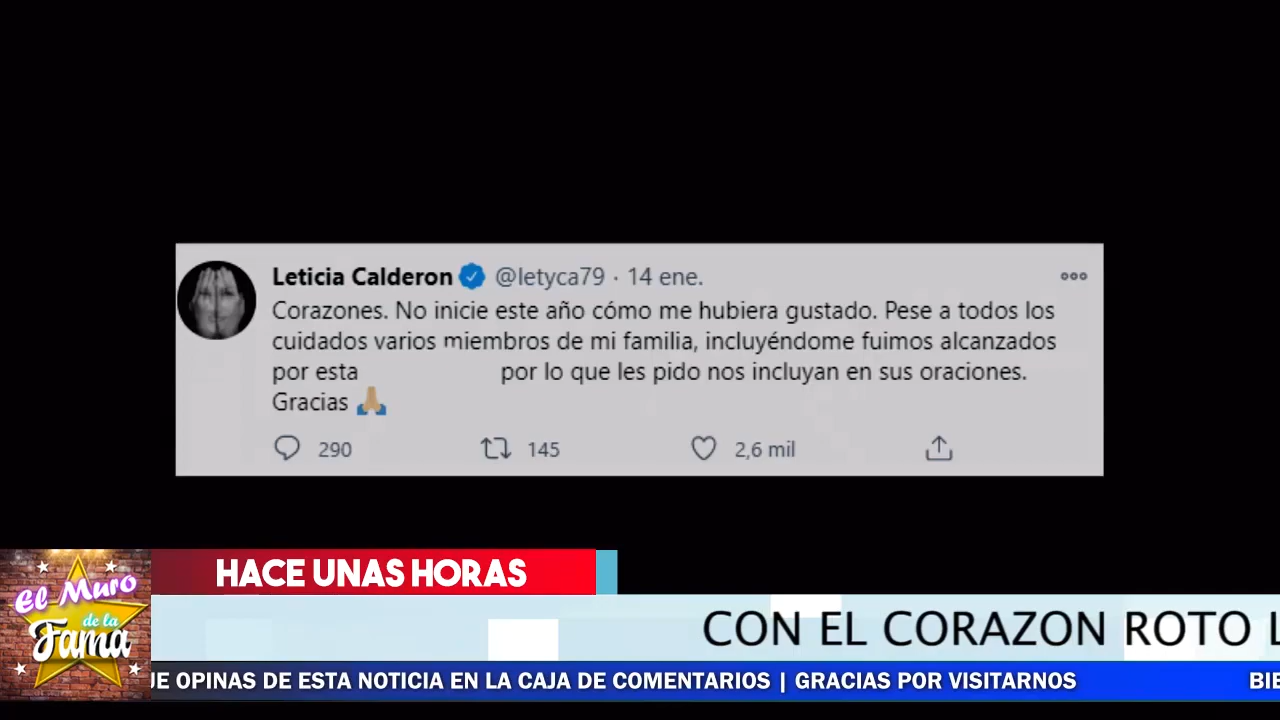 Leticia Calderon @letyca79 · 14 ene.
Corazones. No inicie este año cómo me hubiera gustado. Pese a todos los
cuidados varios miembros de mi familia, incluyéndome fuimos alcanzados
por esta por lo que les pido nos incluyan en sus oraciones.
Gracias 🙏🏼
290 145 2,6 mil
HACE UNAS HORAS
El Muro
de la
Fama
CON EL CORAZON ROTO L
JE OPINAS DE ESTA NOTICIA EN LA CAJA DE COMENTARIOS | GRACIAS POR VISITARNOS BIE